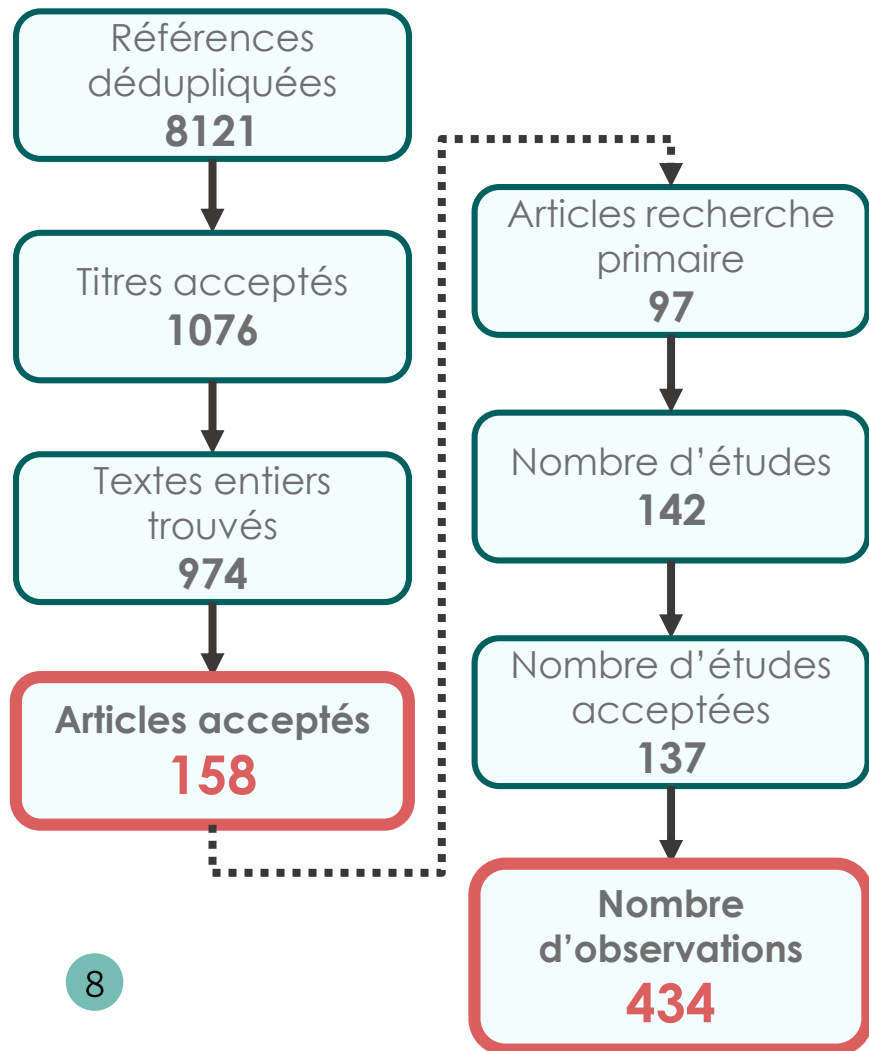 Références
dédupliquées
8121
Titres acceptés
1076
Textes entiers
trouvés
974
Articles acceptés
158
Articles recherche
primaire
97
Nombre d’études
142
Nombre d’études
acceptées
137
Nombre
d’observations
434
8